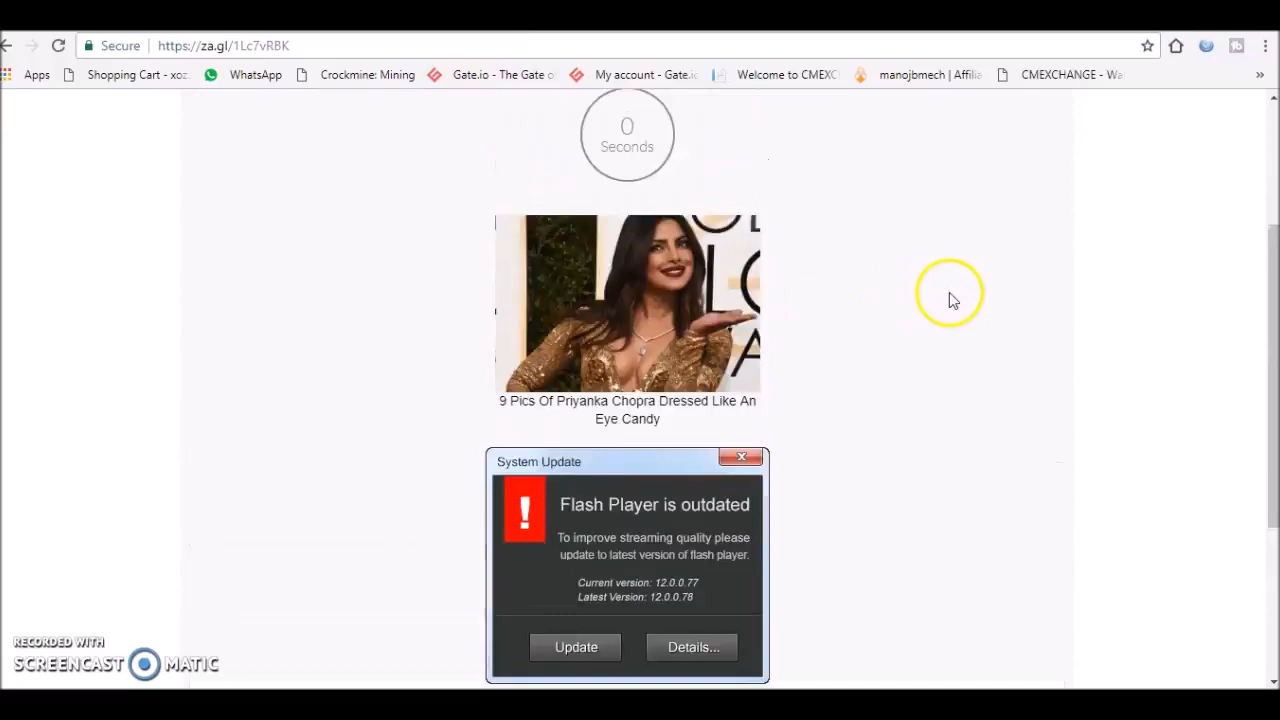 Secure https://za.gl/1Lc7vRBK
Apps Shopping Cart - xoz WhatsApp Crockmine: Mining Gate.io - The Gate o My account - Gate.io Welcome to CMEX manojbmech | Affilia CMEXCHANGE - Wa »
0
Seconds
9 Pics Of Priyanka Chopra Dressed Like An
Eye Candy
System Update
Flash Player is outdated
!
To improve streaming quality please
update to latest version of flash player.
Current version: 12.0.0.77
Latest Version: 12.0.0.78
Update Details...
RECORDED WITH
SCREENCAST MATIC